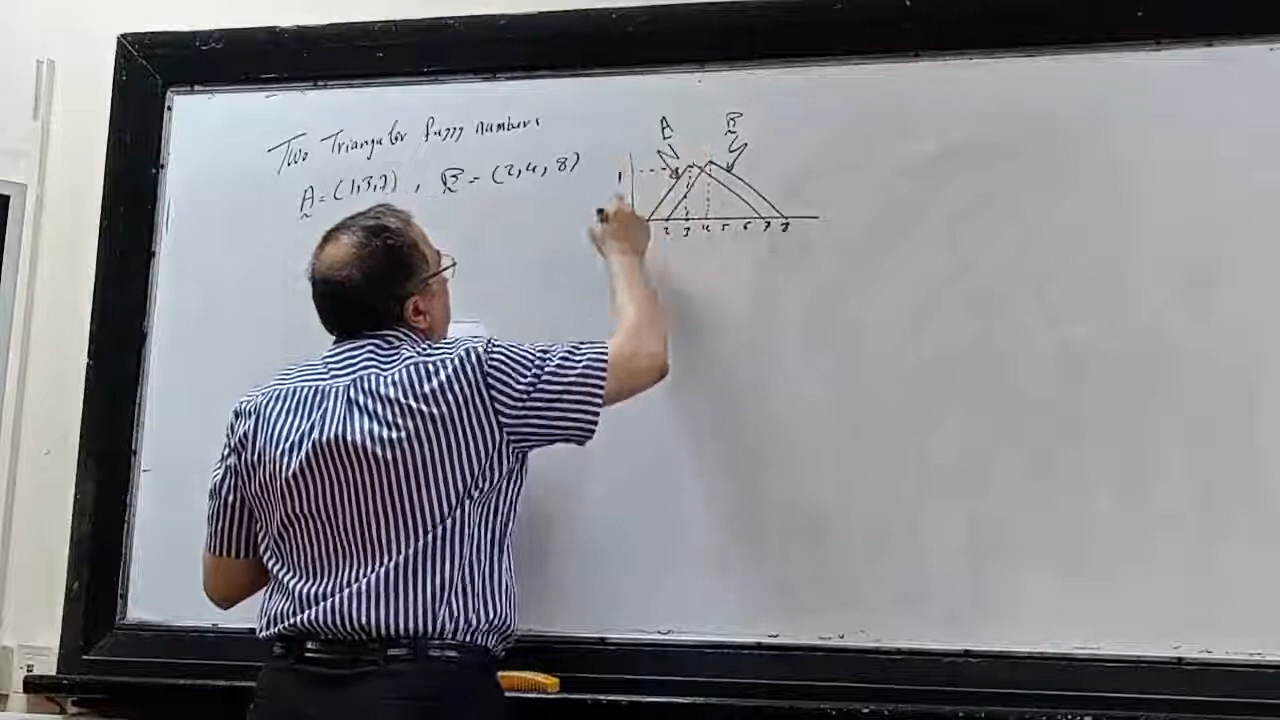 Two Triangular fuzzy numbers
A = (1,3,7) , B = (2,4,8)
A B
1
2 3 4 5 6 7 8